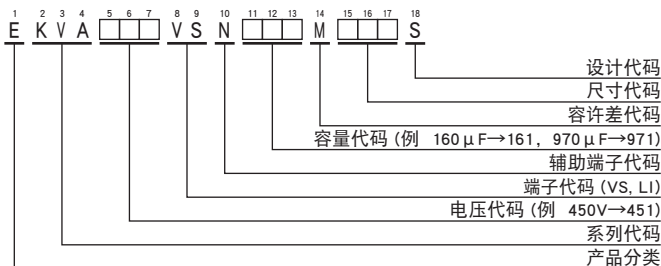 1 2 3 4 5 6 7 8 9 10 11 12 13 14 15 16 17 18
E K V A □□□ V S N □□□ M □□□ S
设计代码
尺寸代码
容许差代码
容量代码 (例 160μF→161, 970μF→971)
辅助端子代码
端子代码 (VS, LI)
电压代码 (例 450V→451)
系列代码
产品分类